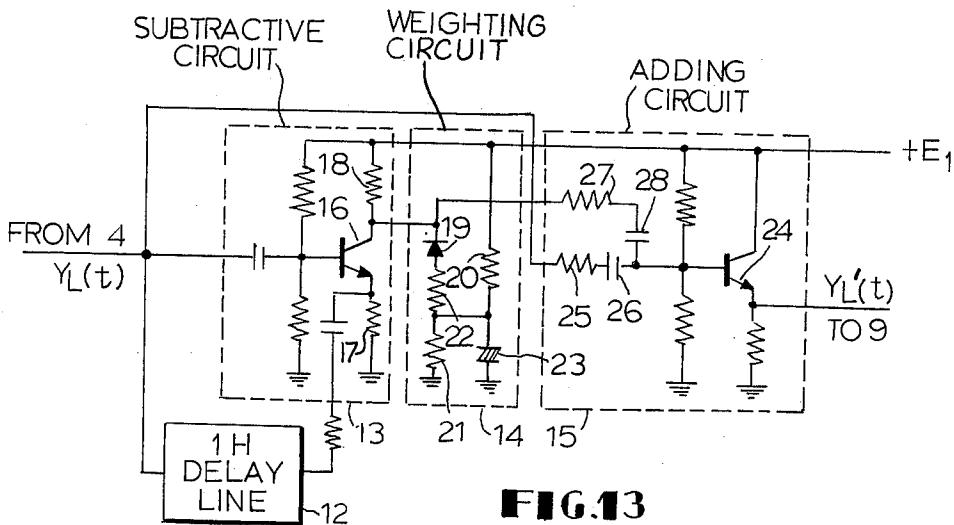 SUBTRACTIVE
CIRCUIT
WEIGHTING
CIRCUIT
ADDING
CIRCUIT
+E1
18
16
19
20
27
28
24
FROM 4
YL(t)
22
25
26
YL'(t)
TO 9
17
23
21
13
14
15
1H
DELAY
LINE
12
FIG.13